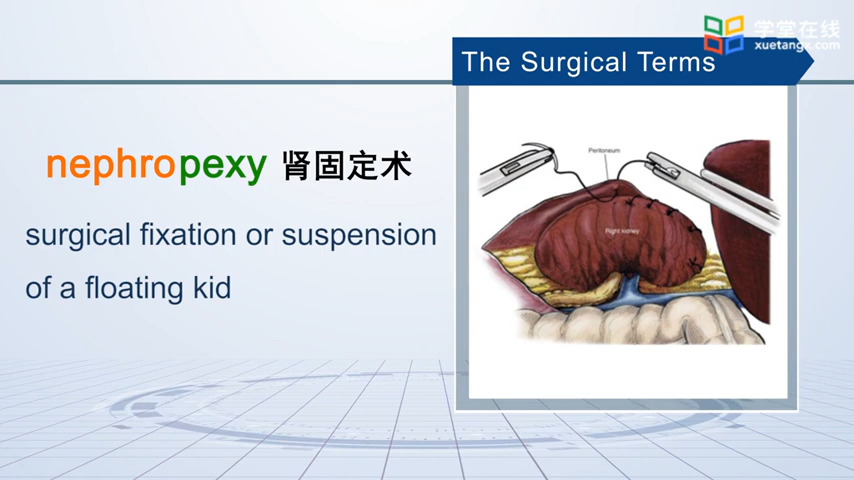 学堂在线
xuetangx.com
The Surgical Terms
nephropexy 肾固定术
surgical fixation or suspension
of a floating kid
Peritoneum
Right kidney